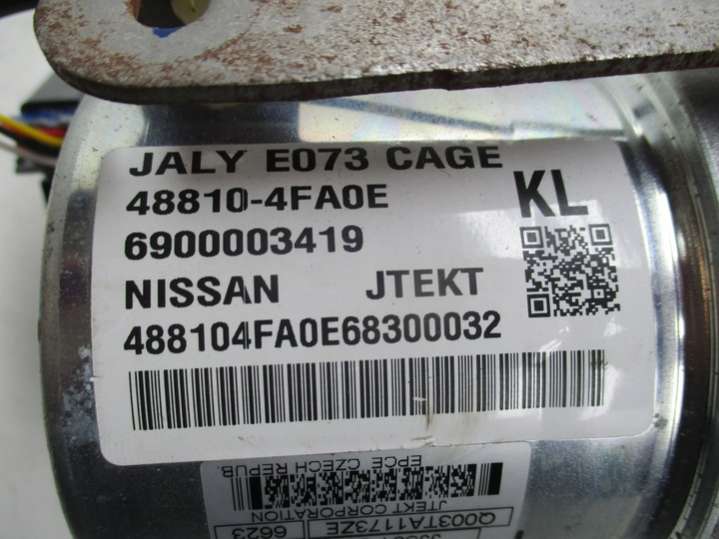 JALY E073 CAGE
48810-4FA0E
KL
6900003419
NISSAN JTEKT
488104FA0E68300032
EPCE CZECH REPUB.
JTEKT CORPORATION
Q003TA1173ZE
6623